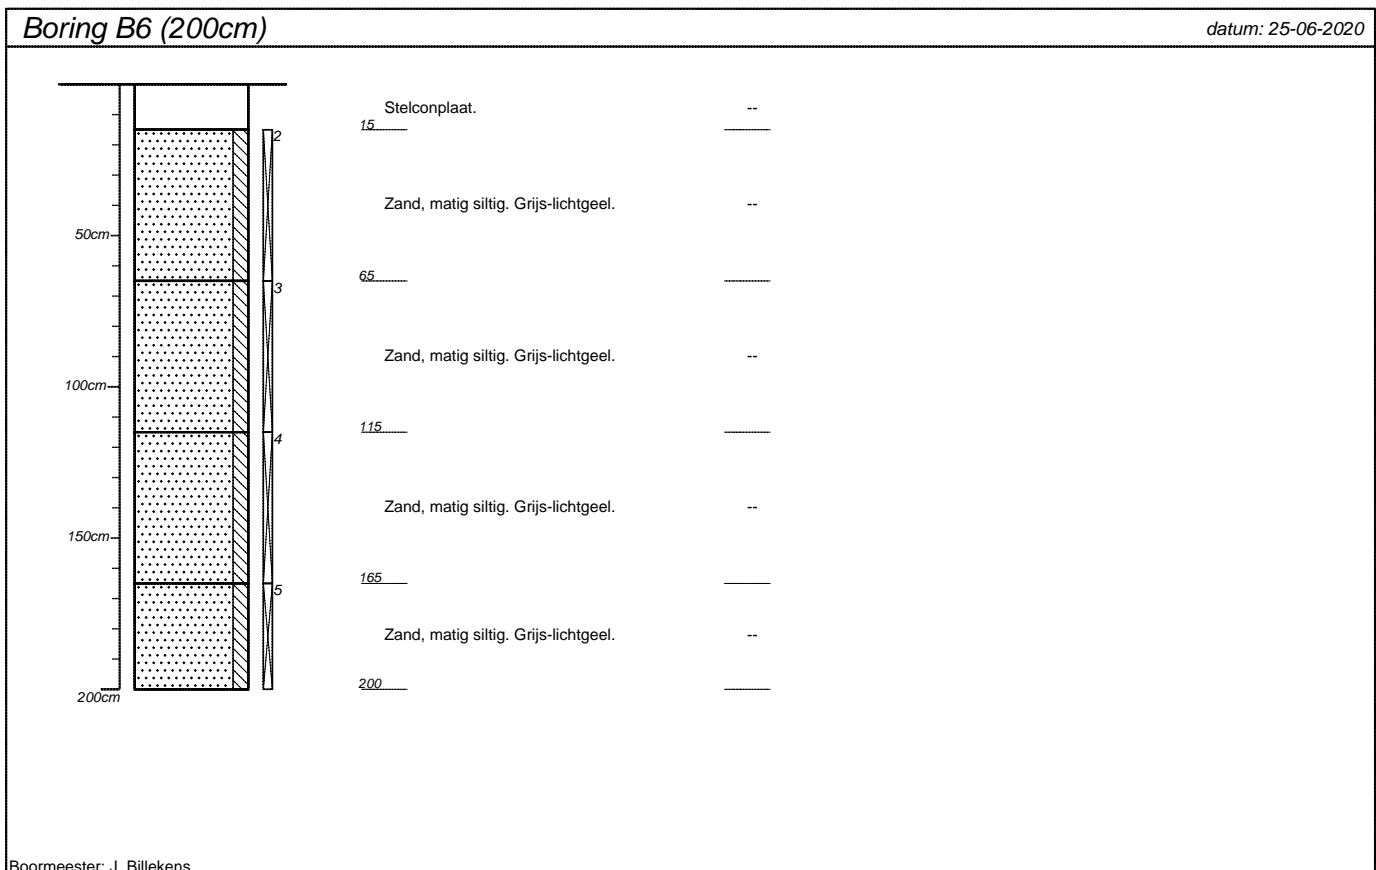 Boring B6 (200cm)
datum: 25-06-2020
Stelconplaat. --
15
2
Zand, matig siltig. Grijs-lichtgeel. --
50cm
65
3
Zand, matig siltig. Grijs-lichtgeel. --
100cm
115
4
Zand, matig siltig. Grijs-lichtgeel. --
150cm
165
5
Zand, matig siltig. Grijs-lichtgeel. --
200
200cm
Boormeester: J. Billekens